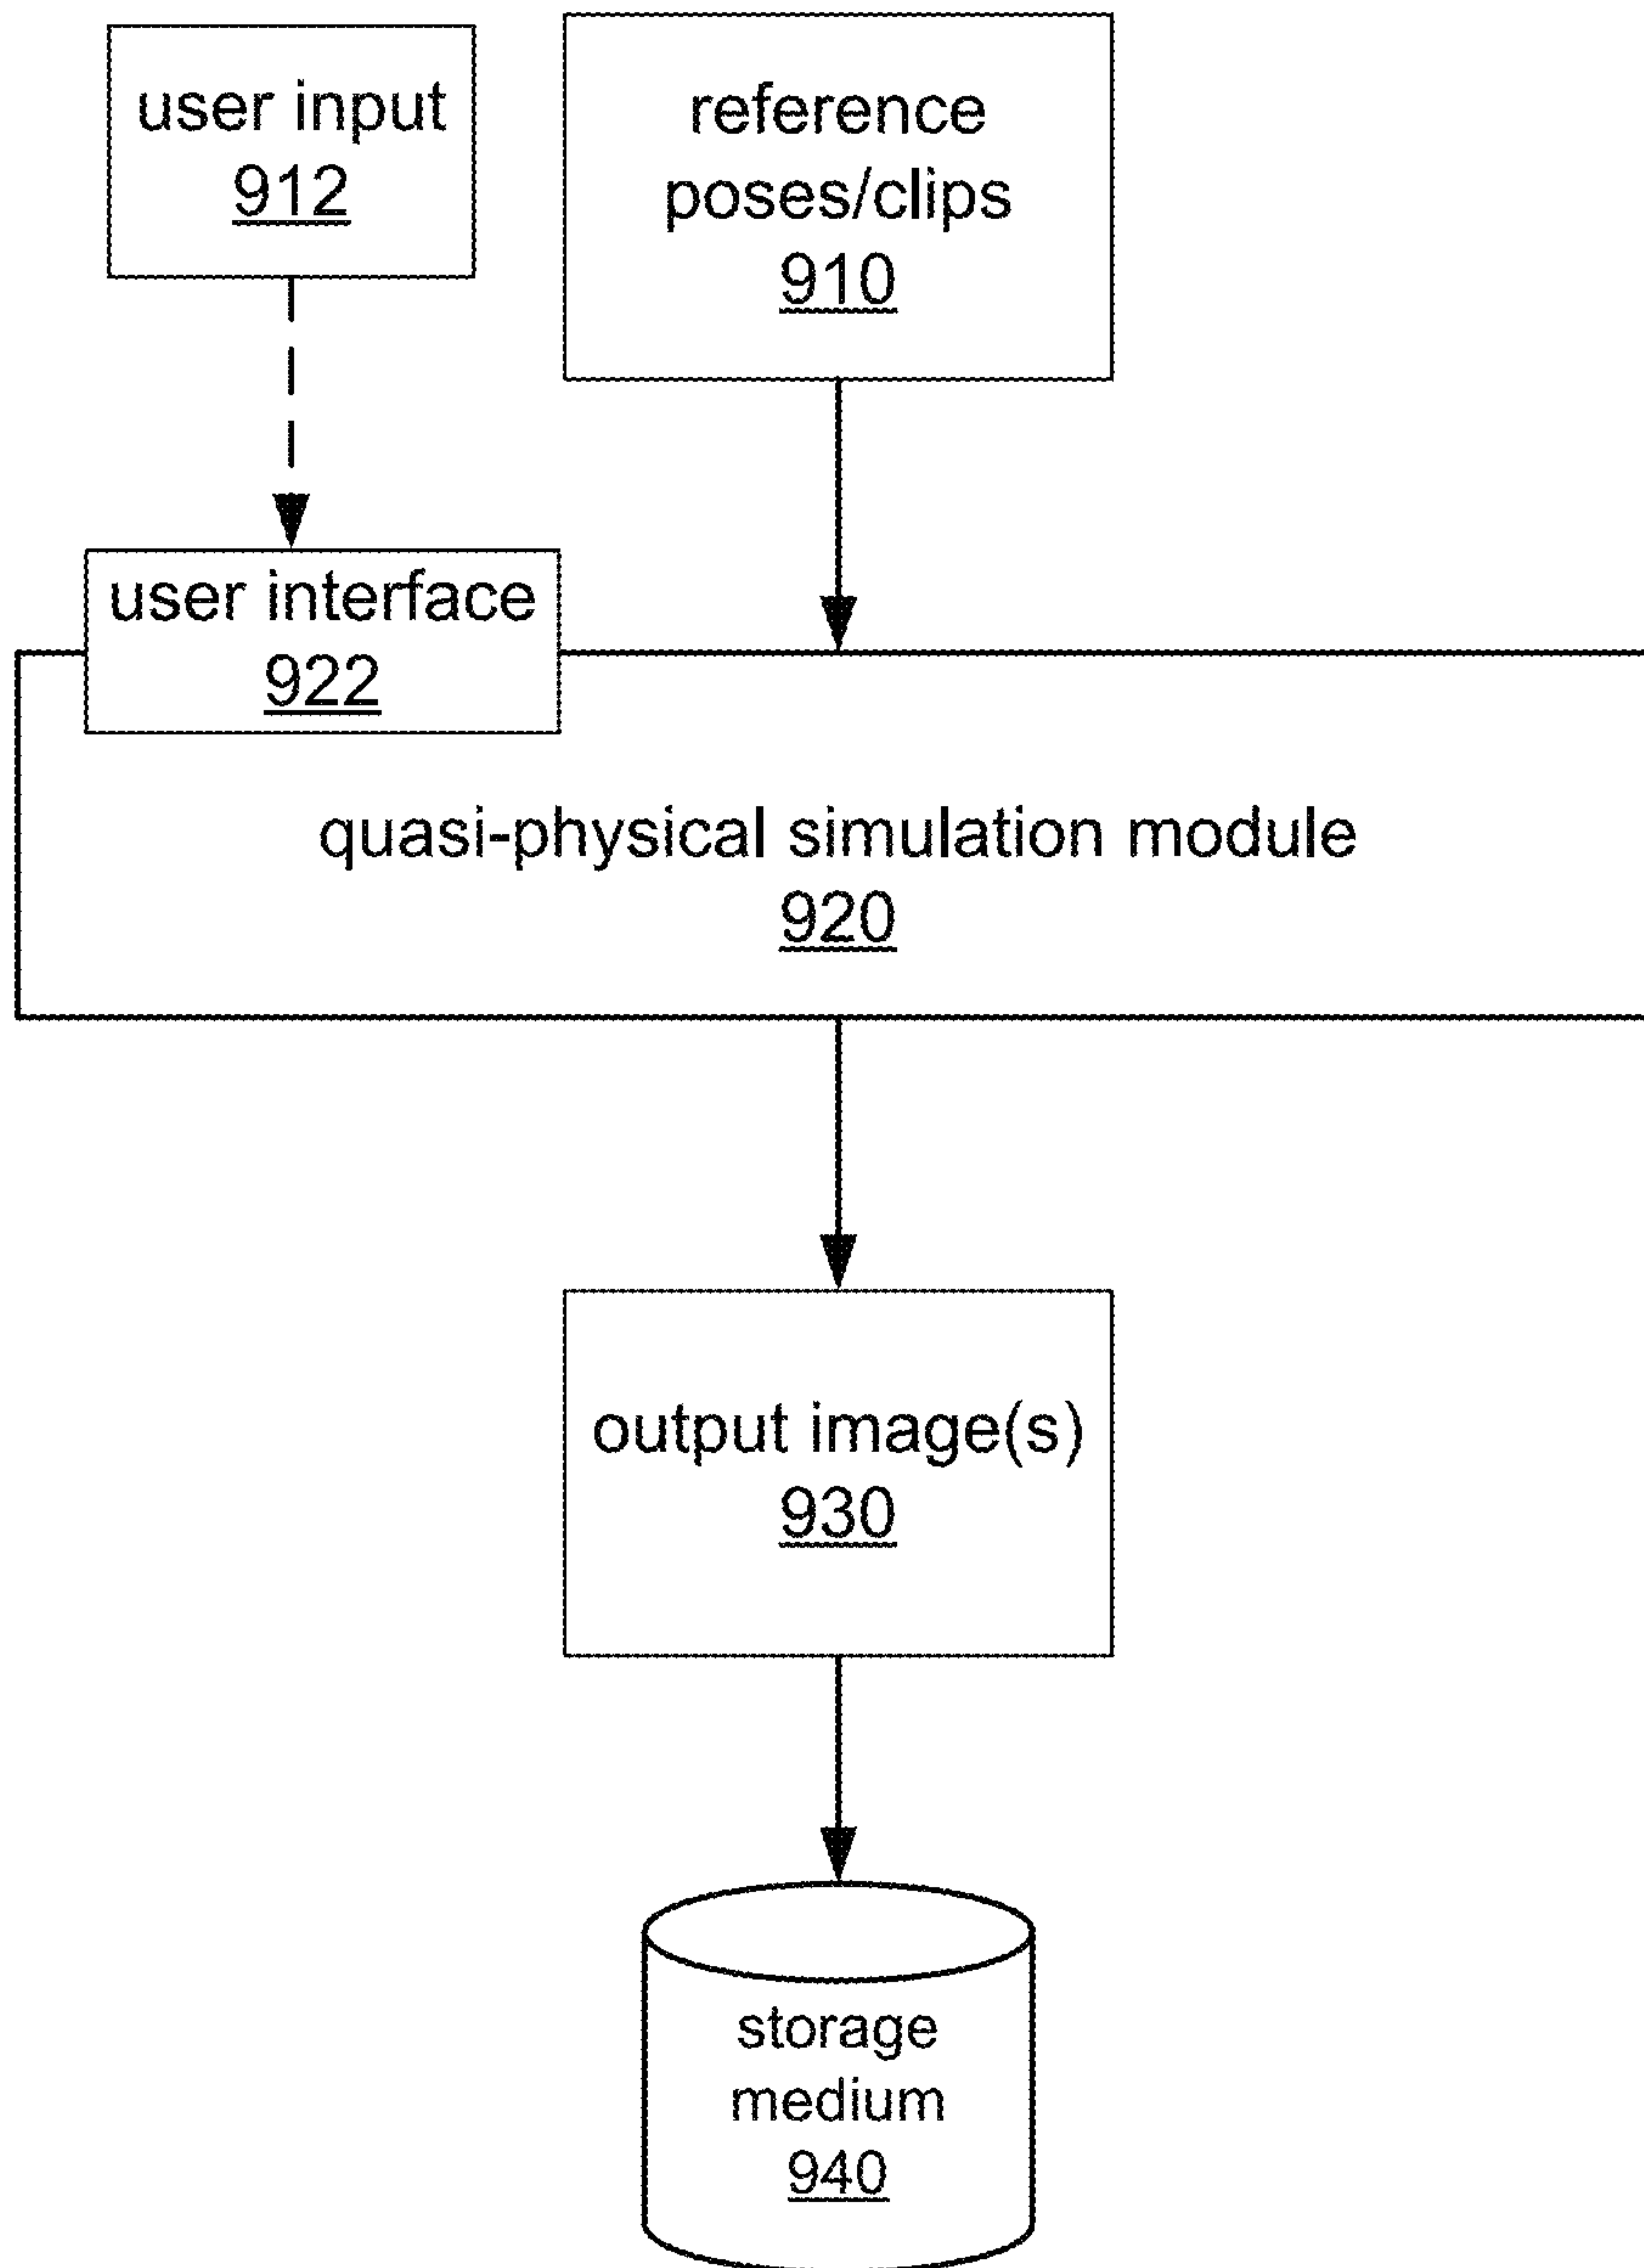 user input
912
reference
poses/clips
910
user interface
922
quasi-physical simulation module
920
output image(s)
930
storage
medium
940